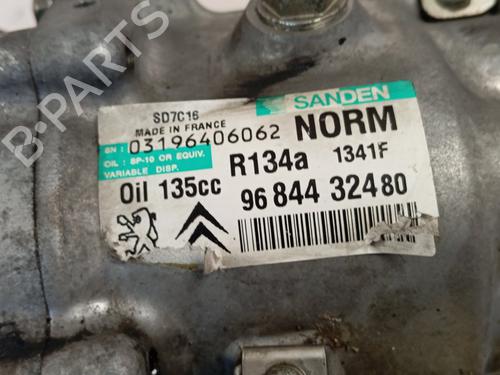 B-PARTS
SD7C16
MADE IN FRANCE
SN : 03196406062
OIL : SP-10 OR EQUIV.
VARIABLE DISP.
Oil 135cc
SANDEN
NORM
R134a 1341F
96 844 324 80